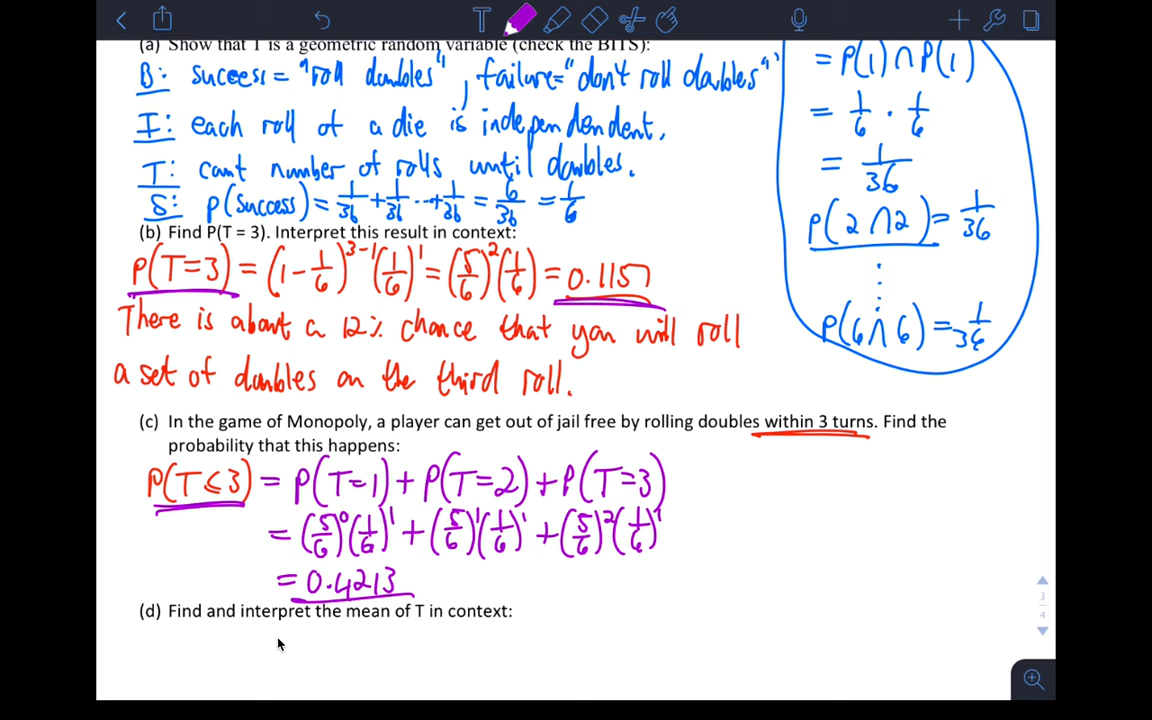 (a) Show that T is a geometric random variable (check the BITS):
B: success = "roll doubles", failure="don't roll doubles"
I: each roll of a die is independendent.
T: count number of rolls until doubles.
S: p(success) = 1/36 + 1/36 ... + 1/36 = 6/36 = 1/6
(b) Find P(T = 3). Interpret this result in context:
P(T=3) = (1 - 1/6)^3-1 (1/6)^1 = (5/6)^2 (1/6) = 0.1157
There is about a 12% chance that you will roll
a set of doubles on the third roll.
= P(1) ∩ P(1)
= 1/6 · 1/6
= 1/36
P(2 ∩ 2) = 1/36
P(6 ∩ 6) = 1/36
(c) In the game of Monopoly, a player can get out of jail free by rolling doubles within 3 turns. Find the
probability that this happens:
P(T ≤ 3) = P(T=1) + P(T=2) + P(T=3)
= (5/6)^0 (1/6)^1 + (5/6)^1 (1/6)^1 + (5/6)^2 (1/6)^1
= 0.4213
(d) Find and interpret the mean of T in context:
3
4